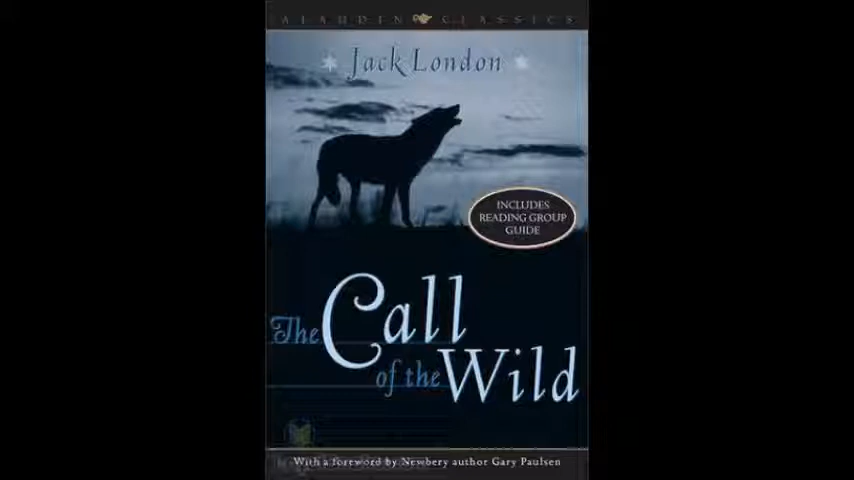 ALADDIN CLASSICS
Jack London
INCLUDES
READING GROUP
GUIDE
The Call
of the Wild
With a foreword by Newbery author Gary Paulsen